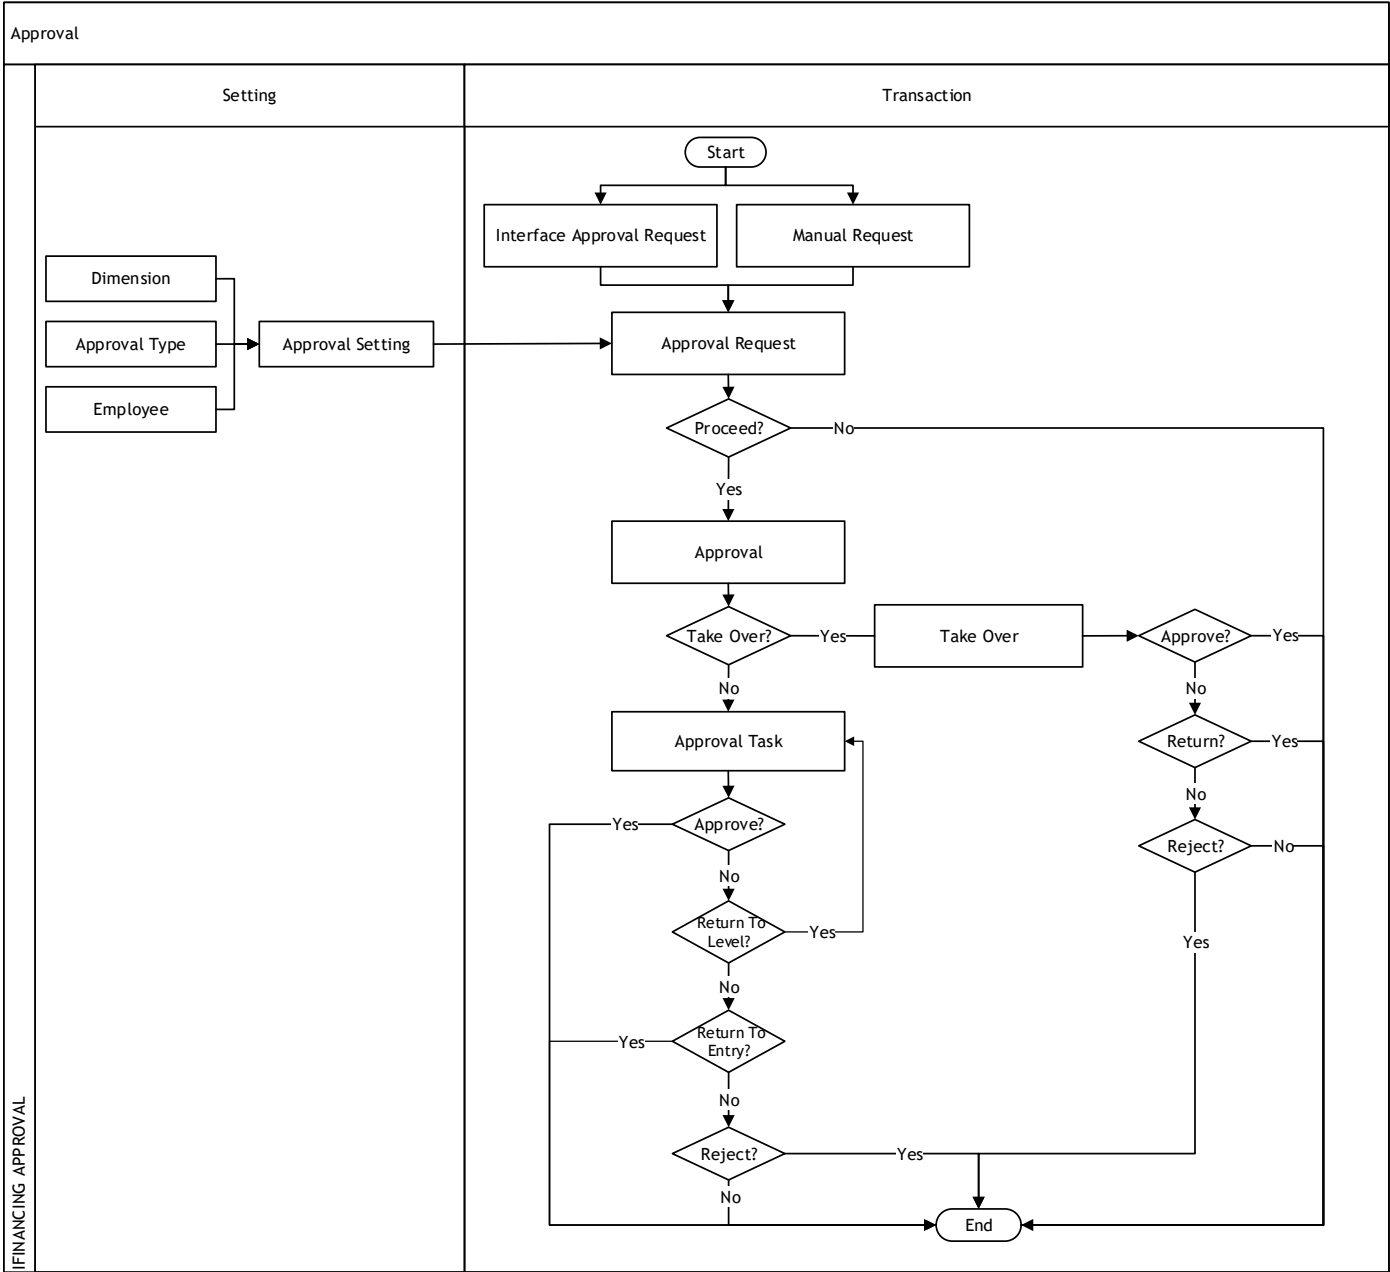 Approval
Setting
Transaction
Start
Interface Approval Request
Manual Request
Dimension
Approval Type
Approval Setting
Approval Request
Employee
Proceed?
No
Yes
Approval
Take Over?
Yes
Take Over
Approve?
Yes
No
No
Approval Task
Return?
Yes
No
Approve?
Yes
Reject?
No
No
Return To
Level?
Yes
Yes
No
Return To
Entry?
Yes
No
Reject?
Yes
No
End
IFINANCING APPROVAL